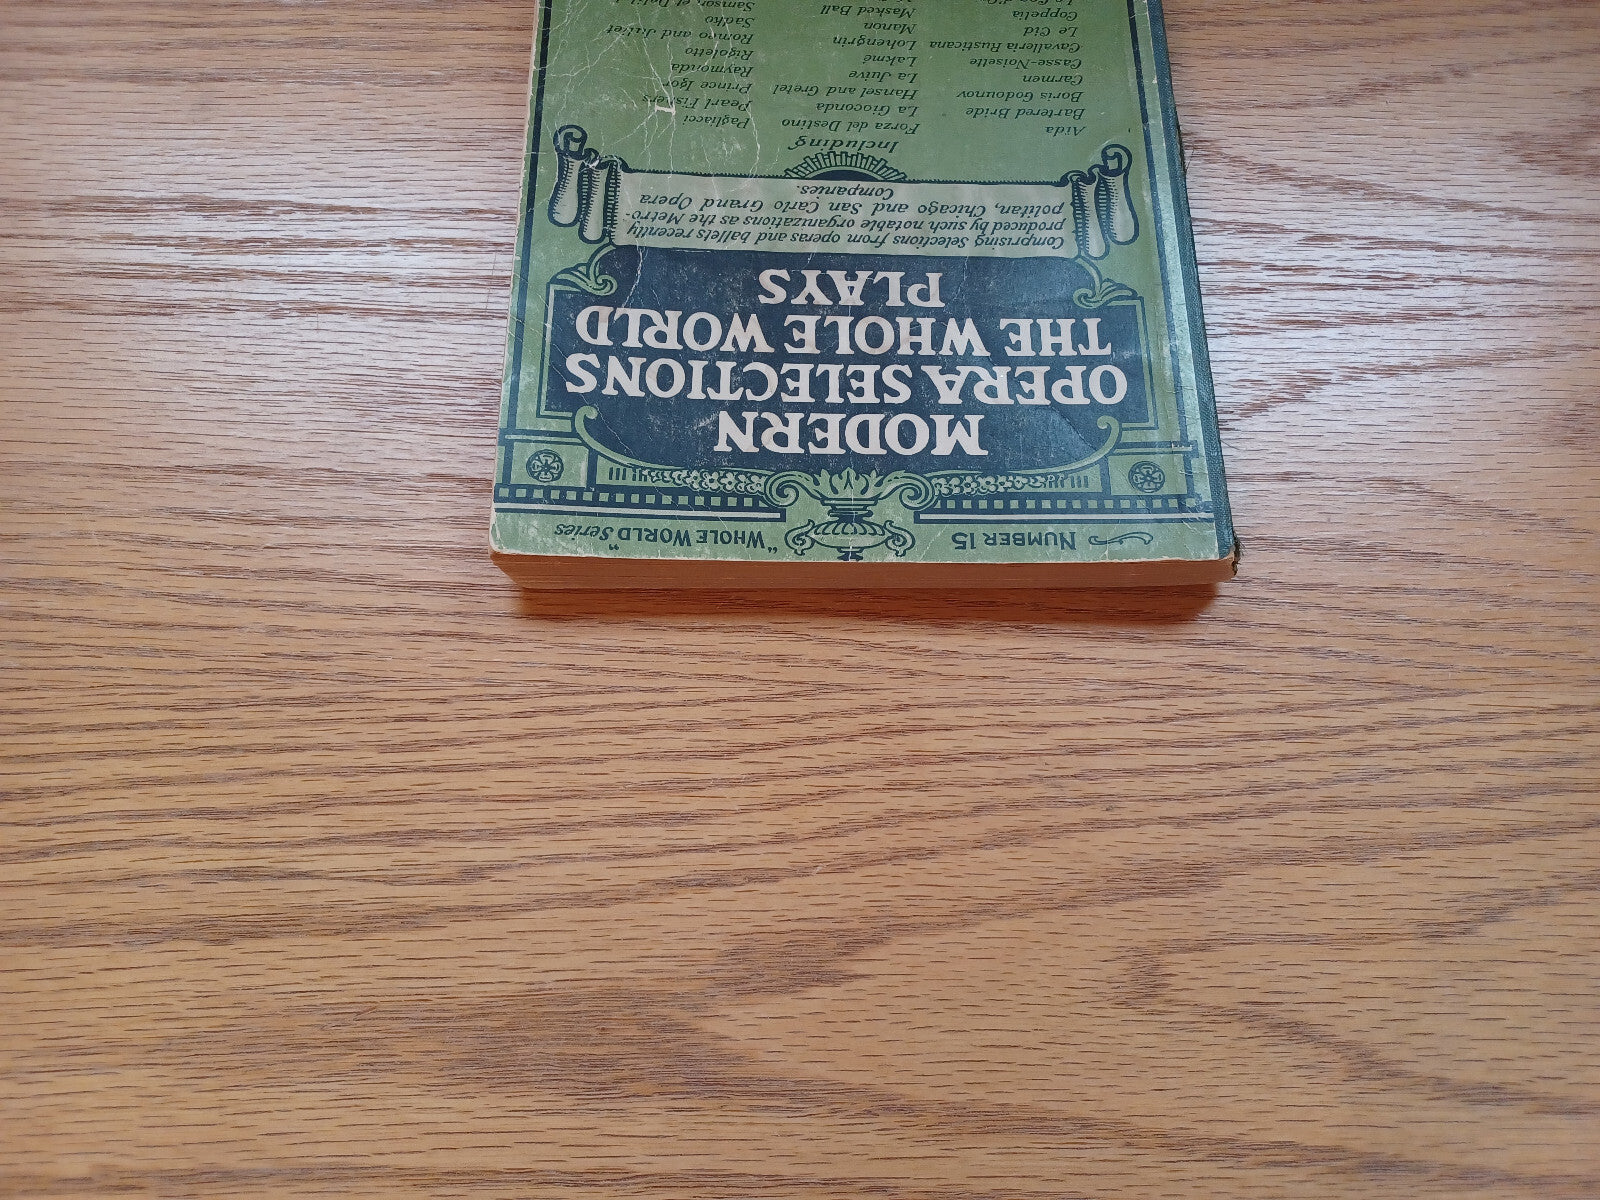 NUMBER 15 "WHOLE WORLD Series"
MODERN
OPERA SELECTIONS
THE WHOLE WORLD
PLAYS
Comprising Selections from operas and ballets recently
produced by such notable organizations as the Metro-
politan, Chicago and San Carlo Grand Opera
Companies.
Including
Aida
Bartered Bride
Boris Godounov
Carmen
Casse-Noisette
Cavalleria Rusticana
Le Cid
Coppelia
Forza del Destino
La Gioconda
Hansel and Gretel
La Juive
Lakmé
Lohengrin
Manon
Masked Ball
Pagliacci
Pearl Fishers
Prince Igor
Raymonda
Rigoletto
Romeo and Juliet
Sadko
Samson et